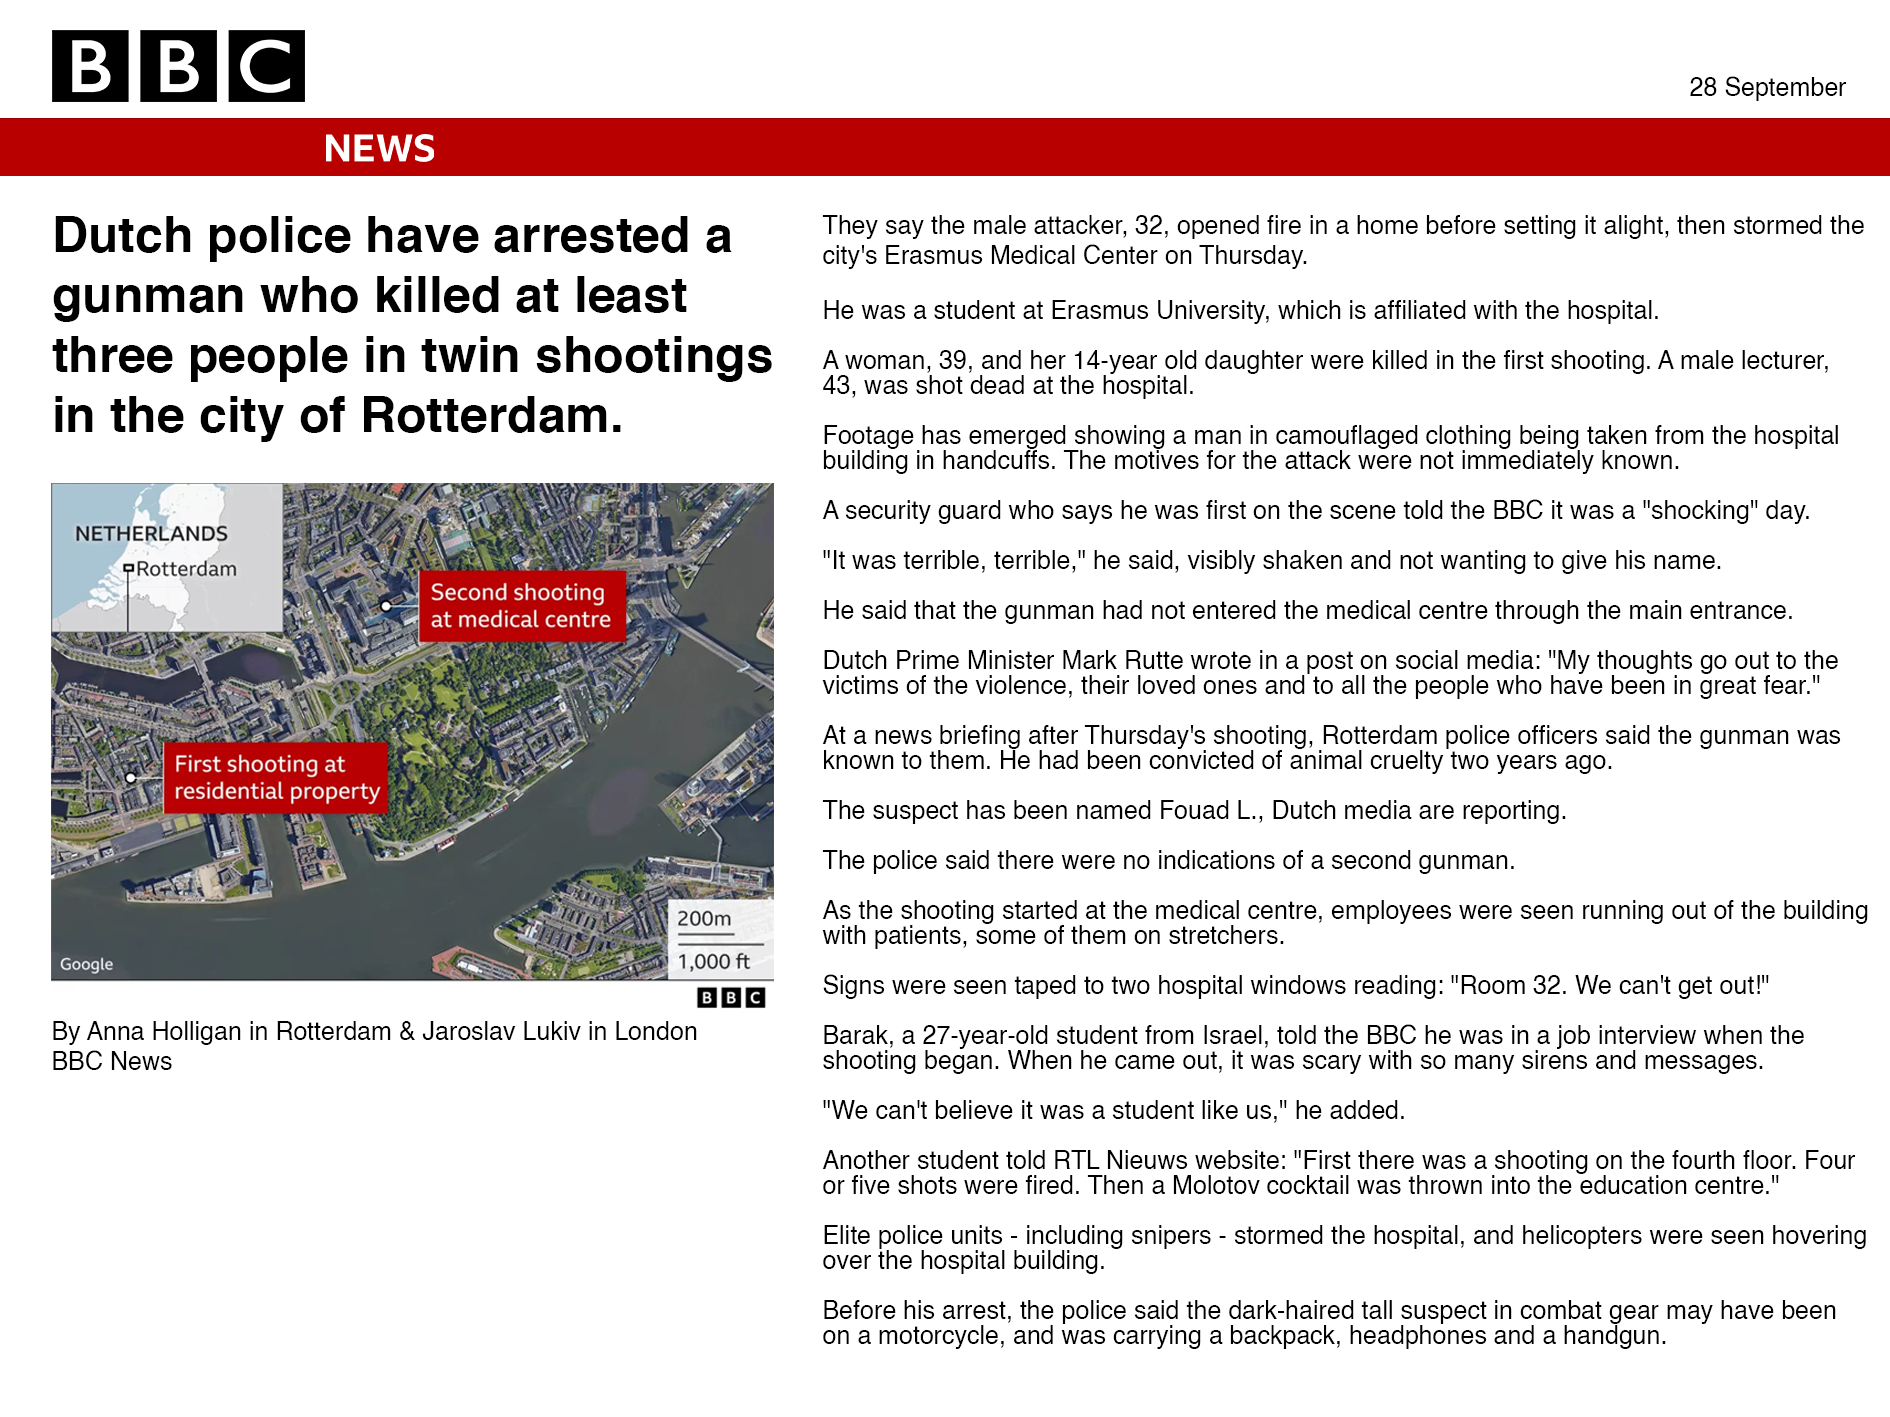 BBC
28 September
NEWS
Dutch police have arrested a
gunman who killed at least
three people in twin shootings
in the city of Rotterdam.
NETHERLANDS
Rotterdam
Second shooting
at medical centre
First shooting at
residential property
200m
1,000 ft
Google
BBC
By Anna Holligan in Rotterdam & Jaroslav Lukiv in London
BBC News
They say the male attacker, 32, opened fire in a home before setting it alight, then stormed the
city's Erasmus Medical Center on Thursday.
He was a student at Erasmus University, which is affiliated with the hospital.
A woman, 39, and her 14-year old daughter were killed in the first shooting. A male lecturer,
43, was shot dead at the hospital.
Footage has emerged showing a man in camouflaged clothing being taken from the hospital
building in handcuffs. The motives for the attack were not immediately known.
A security guard who says he was first on the scene told the BBC it was a "shocking" day.
"It was terrible, terrible," he said, visibly shaken and not wanting to give his name.
He said that the gunman had not entered the medical centre through the main entrance.
Dutch Prime Minister Mark Rutte wrote in a post on social media: "My thoughts go out to the
victims of the violence, their loved ones and to all the people who have been in great fear."
At a news briefing after Thursday's shooting, Rotterdam police officers said the gunman was
known to them. He had been convicted of animal cruelty two years ago.
The suspect has been named Fouad L., Dutch media are reporting.
The police said there were no indications of a second gunman.
As the shooting started at the medical centre, employees were seen running out of the building
with patients, some of them on stretchers.
Signs were seen taped to two hospital windows reading: "Room 32. We can't get out!"
Barak, a 27-year-old student from Israel, told the BBC he was in a job interview when the
shooting began. When he came out, it was scary with so many sirens and messages.
"We can't believe it was a student like us," he added.
Another student told RTL Nieuws website: "First there was a shooting on the fourth floor. Four
or five shots were fired. Then a Molotov cocktail was thrown into the education centre."
Elite police units - including snipers - stormed the hospital, and helicopters were seen hovering
over the hospital building.
Before his arrest, the police said the dark-haired tall suspect in combat gear may have been
on a motorcycle, and was carrying a backpack, headphones and a handgun.